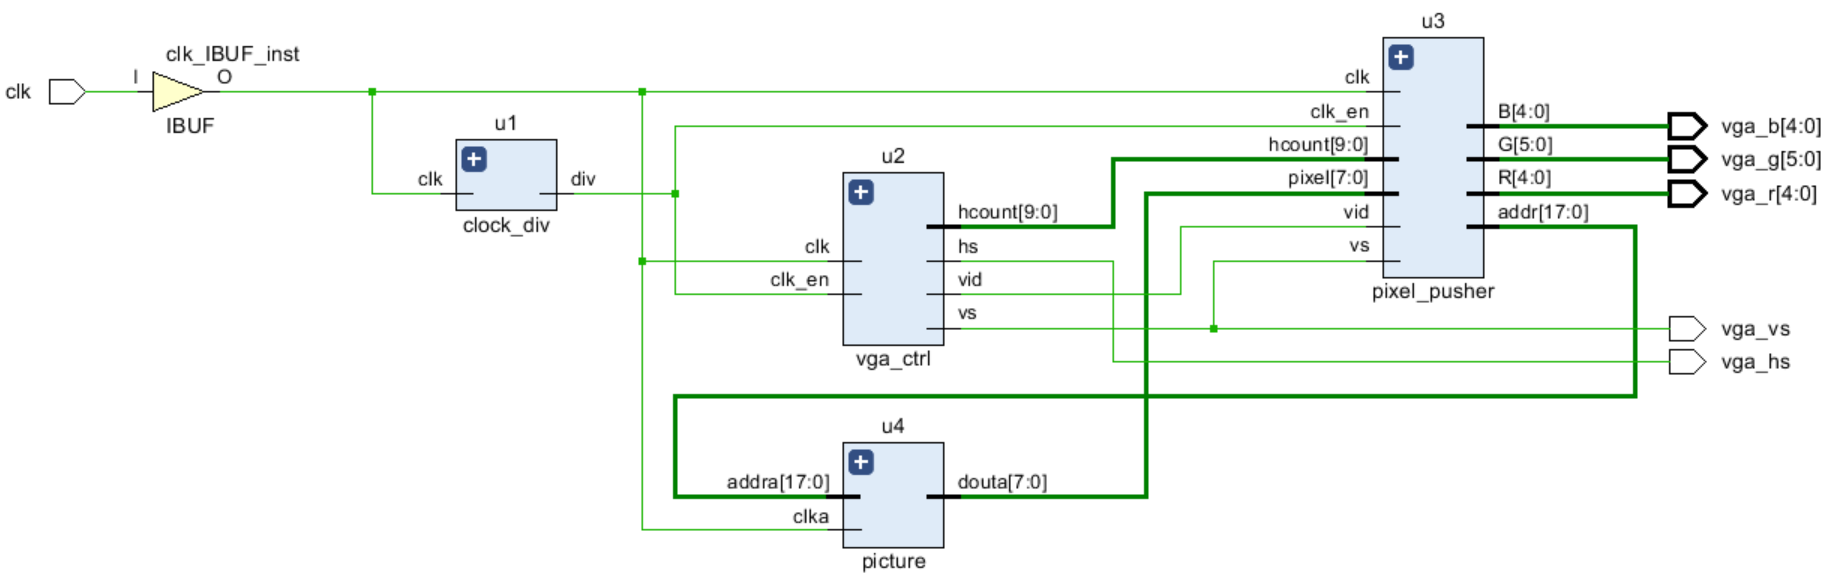 clk
I
clk_IBUF_inst
O
IBUF
u1
clk
div
clock_div
u2
hcount[9:0]
clk
hs
clk_en
vid
vs
vga_ctrl
u3
clk
clk_en
hcount[9:0]
pixel[7:0]
vid
vs
B[4:0]
G[5:0]
R[4:0]
addr[17:0]
pixel_pusher
vga_b[4:0]
vga_g[5:0]
vga_r[4:0]
vga_vs
vga_hs
u4
addra[17:0]
douta[7:0]
clka
picture